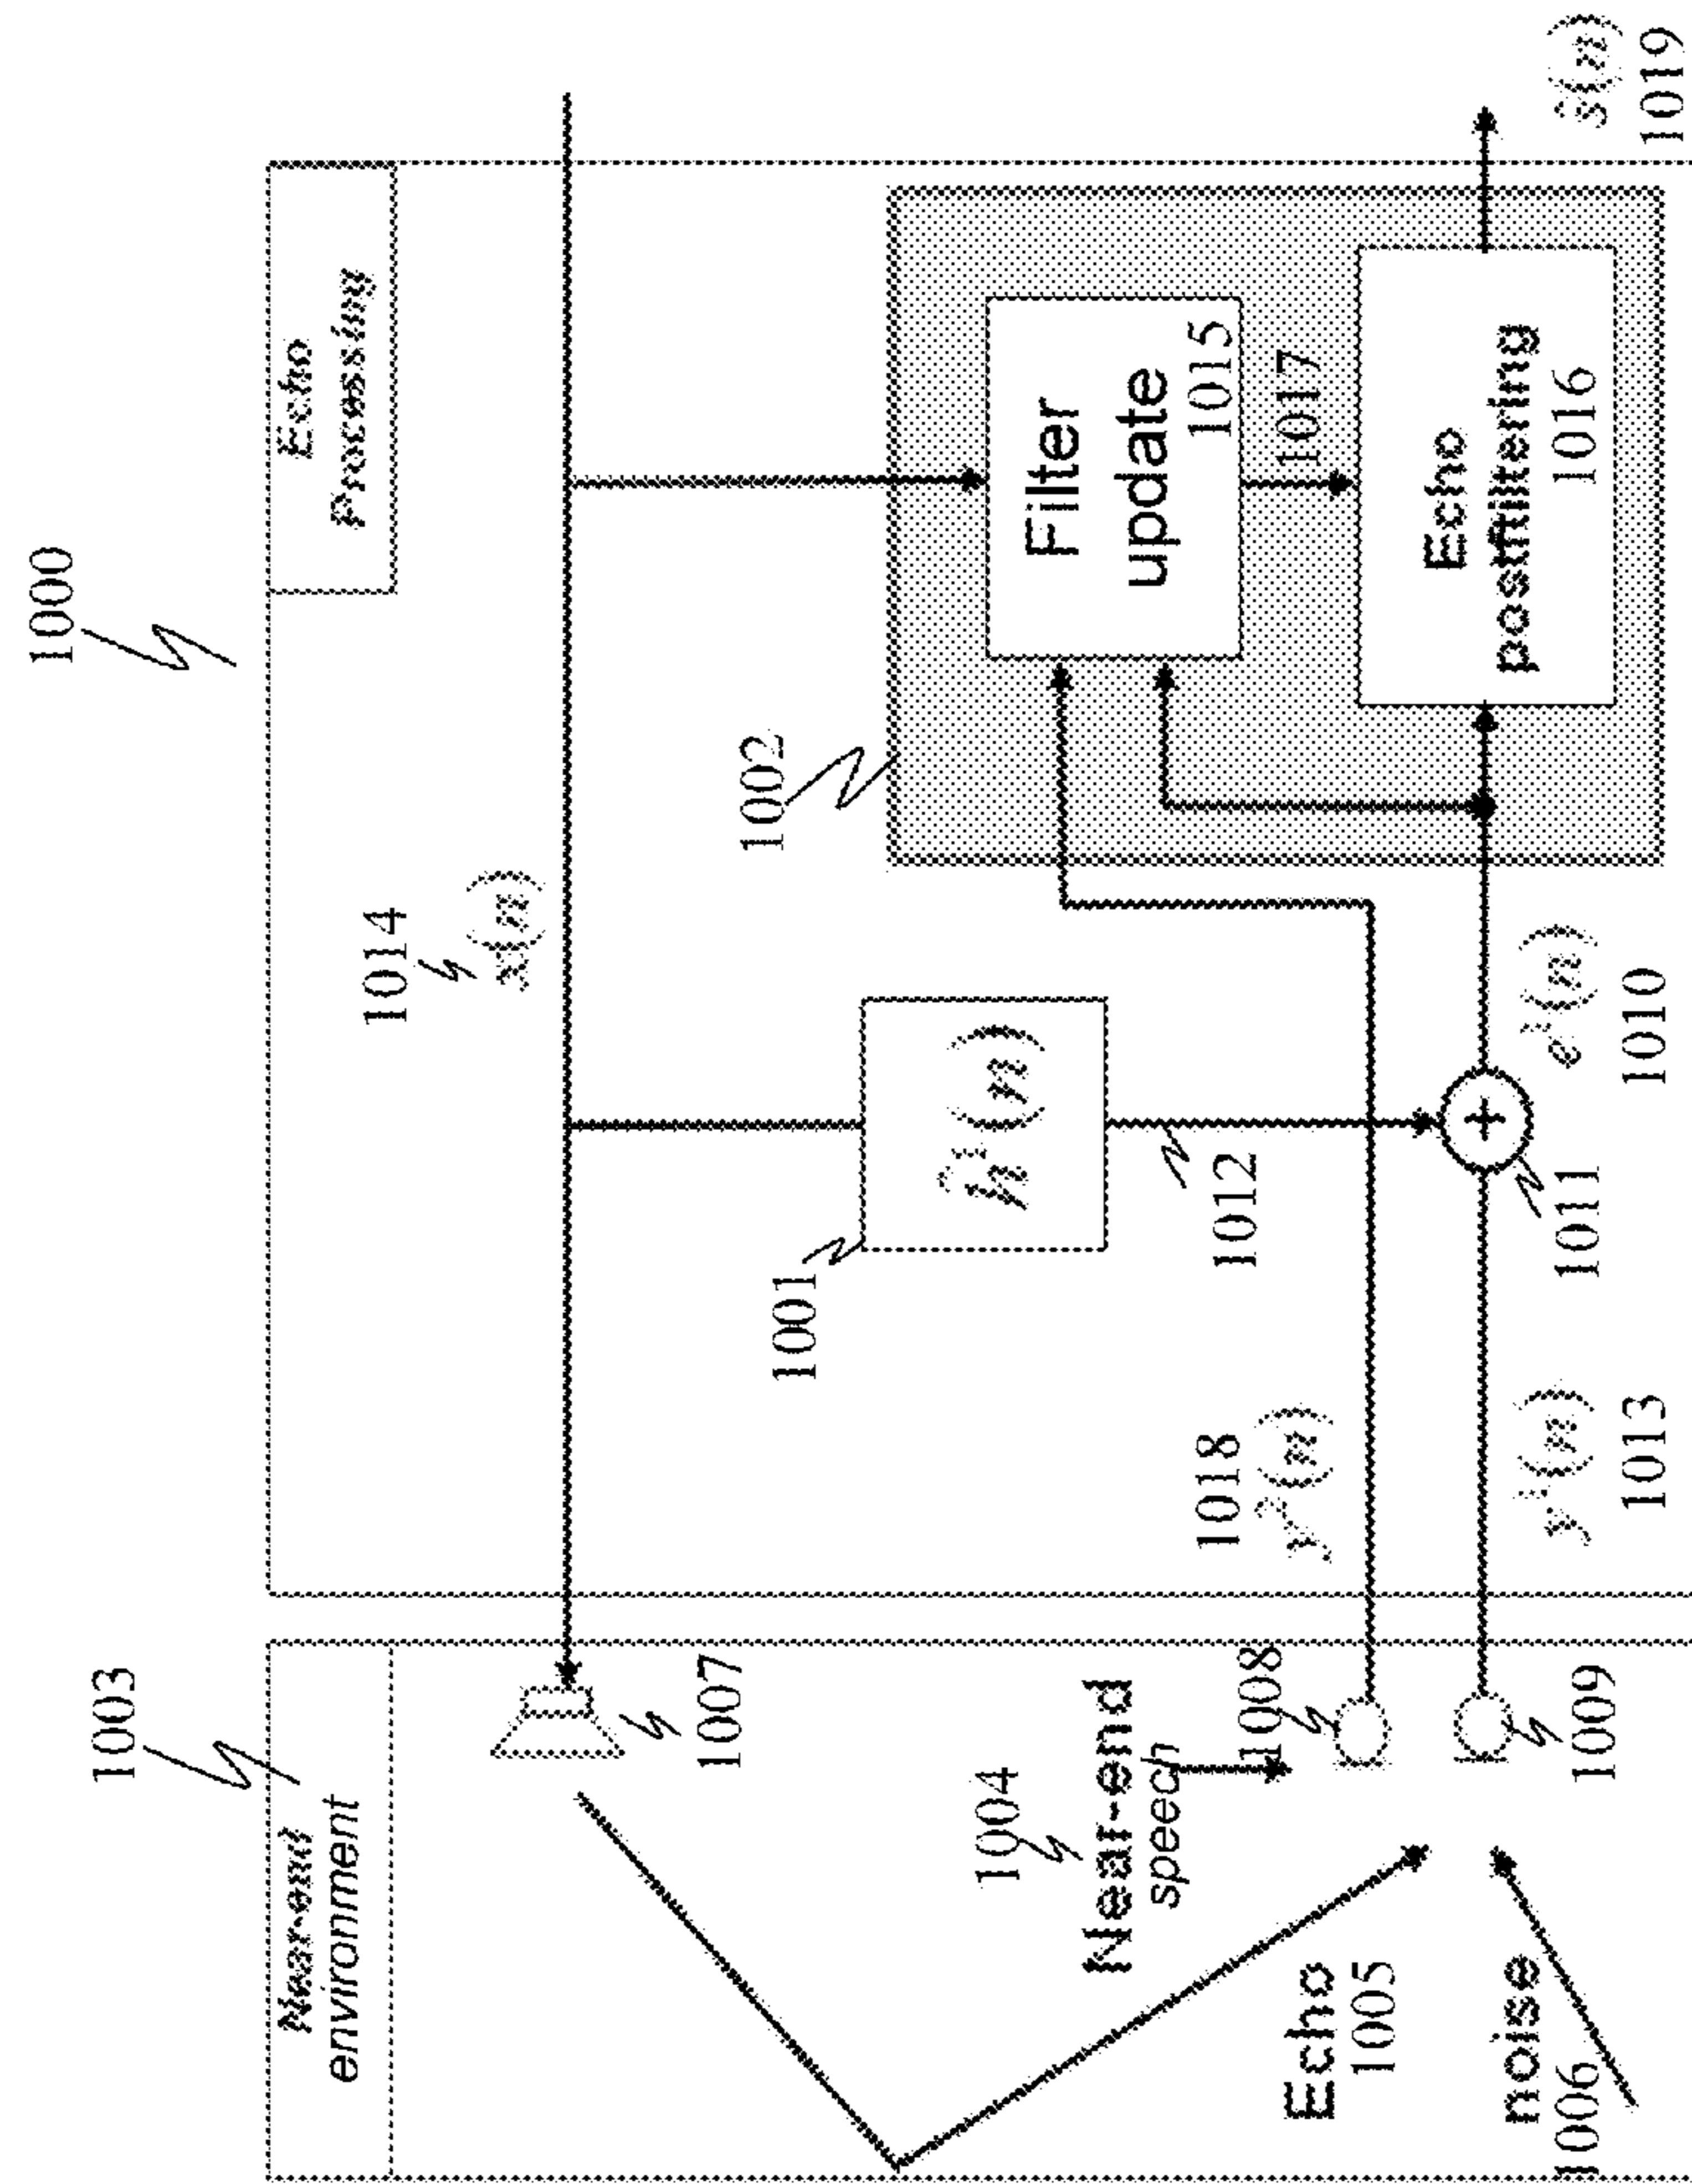 1000
1003
Near-end
environment
Echo
Processing
1014
x(n)
1007
1001
ĥ¹(n)
1002
Filter
update
1015
1004
Near-end
speech
1008
1018
y²(n)
1012
1017
Echo
1005
Echo
postfiltering
1016
noise
1006
1009
y¹(n)
1013
1011
e¹(n)
1010
ŝ(n)
1019
+